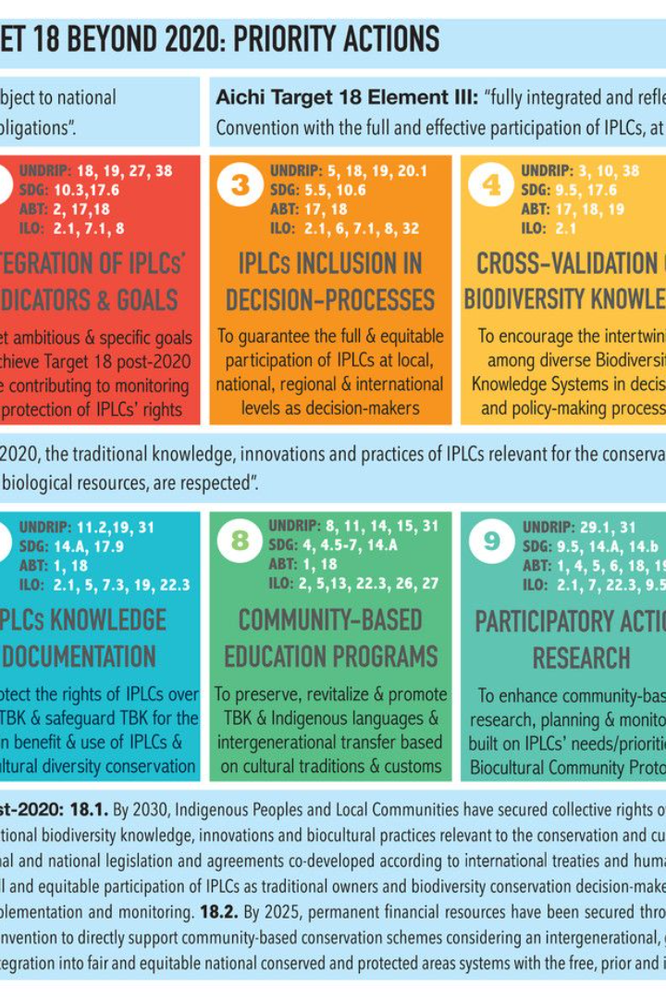 ET 18 BEYOND 2020: PRIORITY ACTIONS
bject to national
bligations".
Aichi Target 18 Element III: "fully integrated and refle
Convention with the full and effective participation of IPLCs, at
UNDRIP: 18, 19, 27, 38
SDG: 10.3,17.6
ABT: 2, 17,18
ILO: 2.1, 7.1, 8
TEGRATION OF IPLCs'
DICATORS & GOALS
et ambitious & specific goals
chieve Target 18 post-2020
e contributing to monitoring
protection of IPLCs' rights
3
UNDRIP: 5, 18, 19, 20.1
SDG: 5.5, 10.6
ABT: 17, 18
ILO: 2.1, 6, 7.1, 8, 32
IPLCs INCLUSION IN
DECISION-PROCESSES
To guarantee the full & equitable
participation of IPLCs at local,
national, regional & international
levels as decision-makers
4
UNDRIP: 3, 10, 38
SDG: 9.5, 17.6
ABT: 17, 18, 19
ILO: 2.1
CROSS-VALIDATION
BIODIVERSITY KNOWLE
To encourage the intertwin
among diverse Biodiversit
Knowledge Systems in decis
and policy-making process
2020, the traditional knowledge, innovations and practices of IPLCs relevant for the conserva
biological resources, are respected".
UNDRIP: 11.2,19, 31
SDG: 14.A, 17.9
ABT: 1, 18
ILO: 2.1, 5, 7.3, 19, 22.3
PLCs KNOWLEDGE
DOCUMENTATION
otect the rights of IPLCs over
TBK & safeguard TBK for the
n benefit & use of IPLCs &
ltural diversity conservation
8
UNDRIP: 8, 11, 14, 15, 31
SDG: 4, 4.5-7, 14.A
ABT: 1, 18
ILO: 2, 5,13, 22.3, 26, 27
COMMUNITY-BASED
EDUCATION PROGRAMS
To preserve, revitalize & promote
TBK & Indigenous languages &
intergenerational transfer based
on cultural traditions & customs
9
UNDRIP: 29.1, 31
SDG: 9.5, 14.A, 14.b
ABT: 1, 4, 5, 6, 18, 19
ILO: 2.1, 7, 22.3, 9.5
PARTICIPATORY ACTIO
RESEARCH
To enhance community-bas
research, planning & monito
built on IPLCs' needs/prioriti
Biocultural Community Proto
st-2020: 18.1. By 2030, Indigenous Peoples and Local Communities have secured collective rights o
tional biodiversity knowledge, innovations and biocultural practices relevant to the conservation and cu
nal and national legislation and agreements co-developed according to international treaties and huma
ll and equitable participation of IPLCs as traditional owners and biodiversity conservation decision-make
plementation and monitoring. 18.2. By 2025, permanent financial resources have been secured thro
nvention to directly support community-based conservation schemes considering an intergenerational,
tegration into fair and equitable national conserved and protected areas systems with the free, prior and i